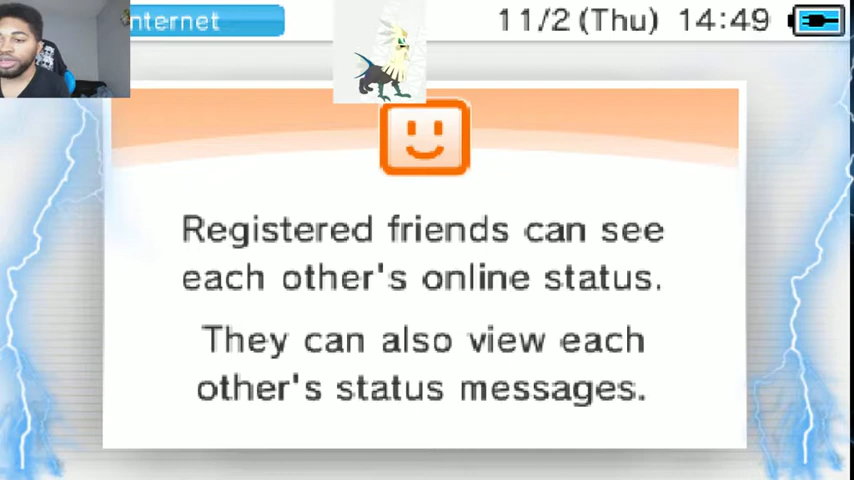 nternet
11/2 (Thu) 14:49
Registered friends can see
each other's online status.
They can also view each
other's status messages.